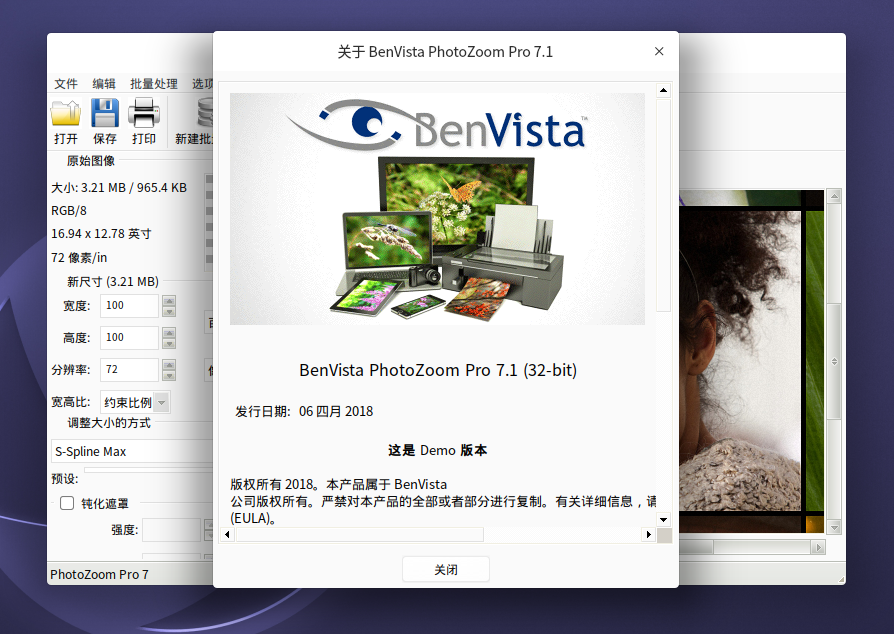 关于 BenVista PhotoZoom Pro 7.1
文件 编辑 批量处理 选项
打开 保存 打印 新建批
原始图像
大小: 3.21 MB / 965.4 KB
RGB/8
16.94 x 12.78 英寸
72 像素/in
新尺寸 (3.21 MB)
宽度: 100
高度: 100
分辨率: 72
宽高比: 约束比例
调整大小的方式
S-Spline Max
预设:
钝化遮罩
强度:
PhotoZoom Pro 7
BenVista™
BenVista PhotoZoom Pro 7.1 (32-bit)
发行日期: 06 四月 2018
这是 Demo 版本
版权所有 2018。本产品属于 BenVista
公司版权所有。严禁对本产品的全部或者部分进行复制。有关详细信息，请
(EULA)。
关闭